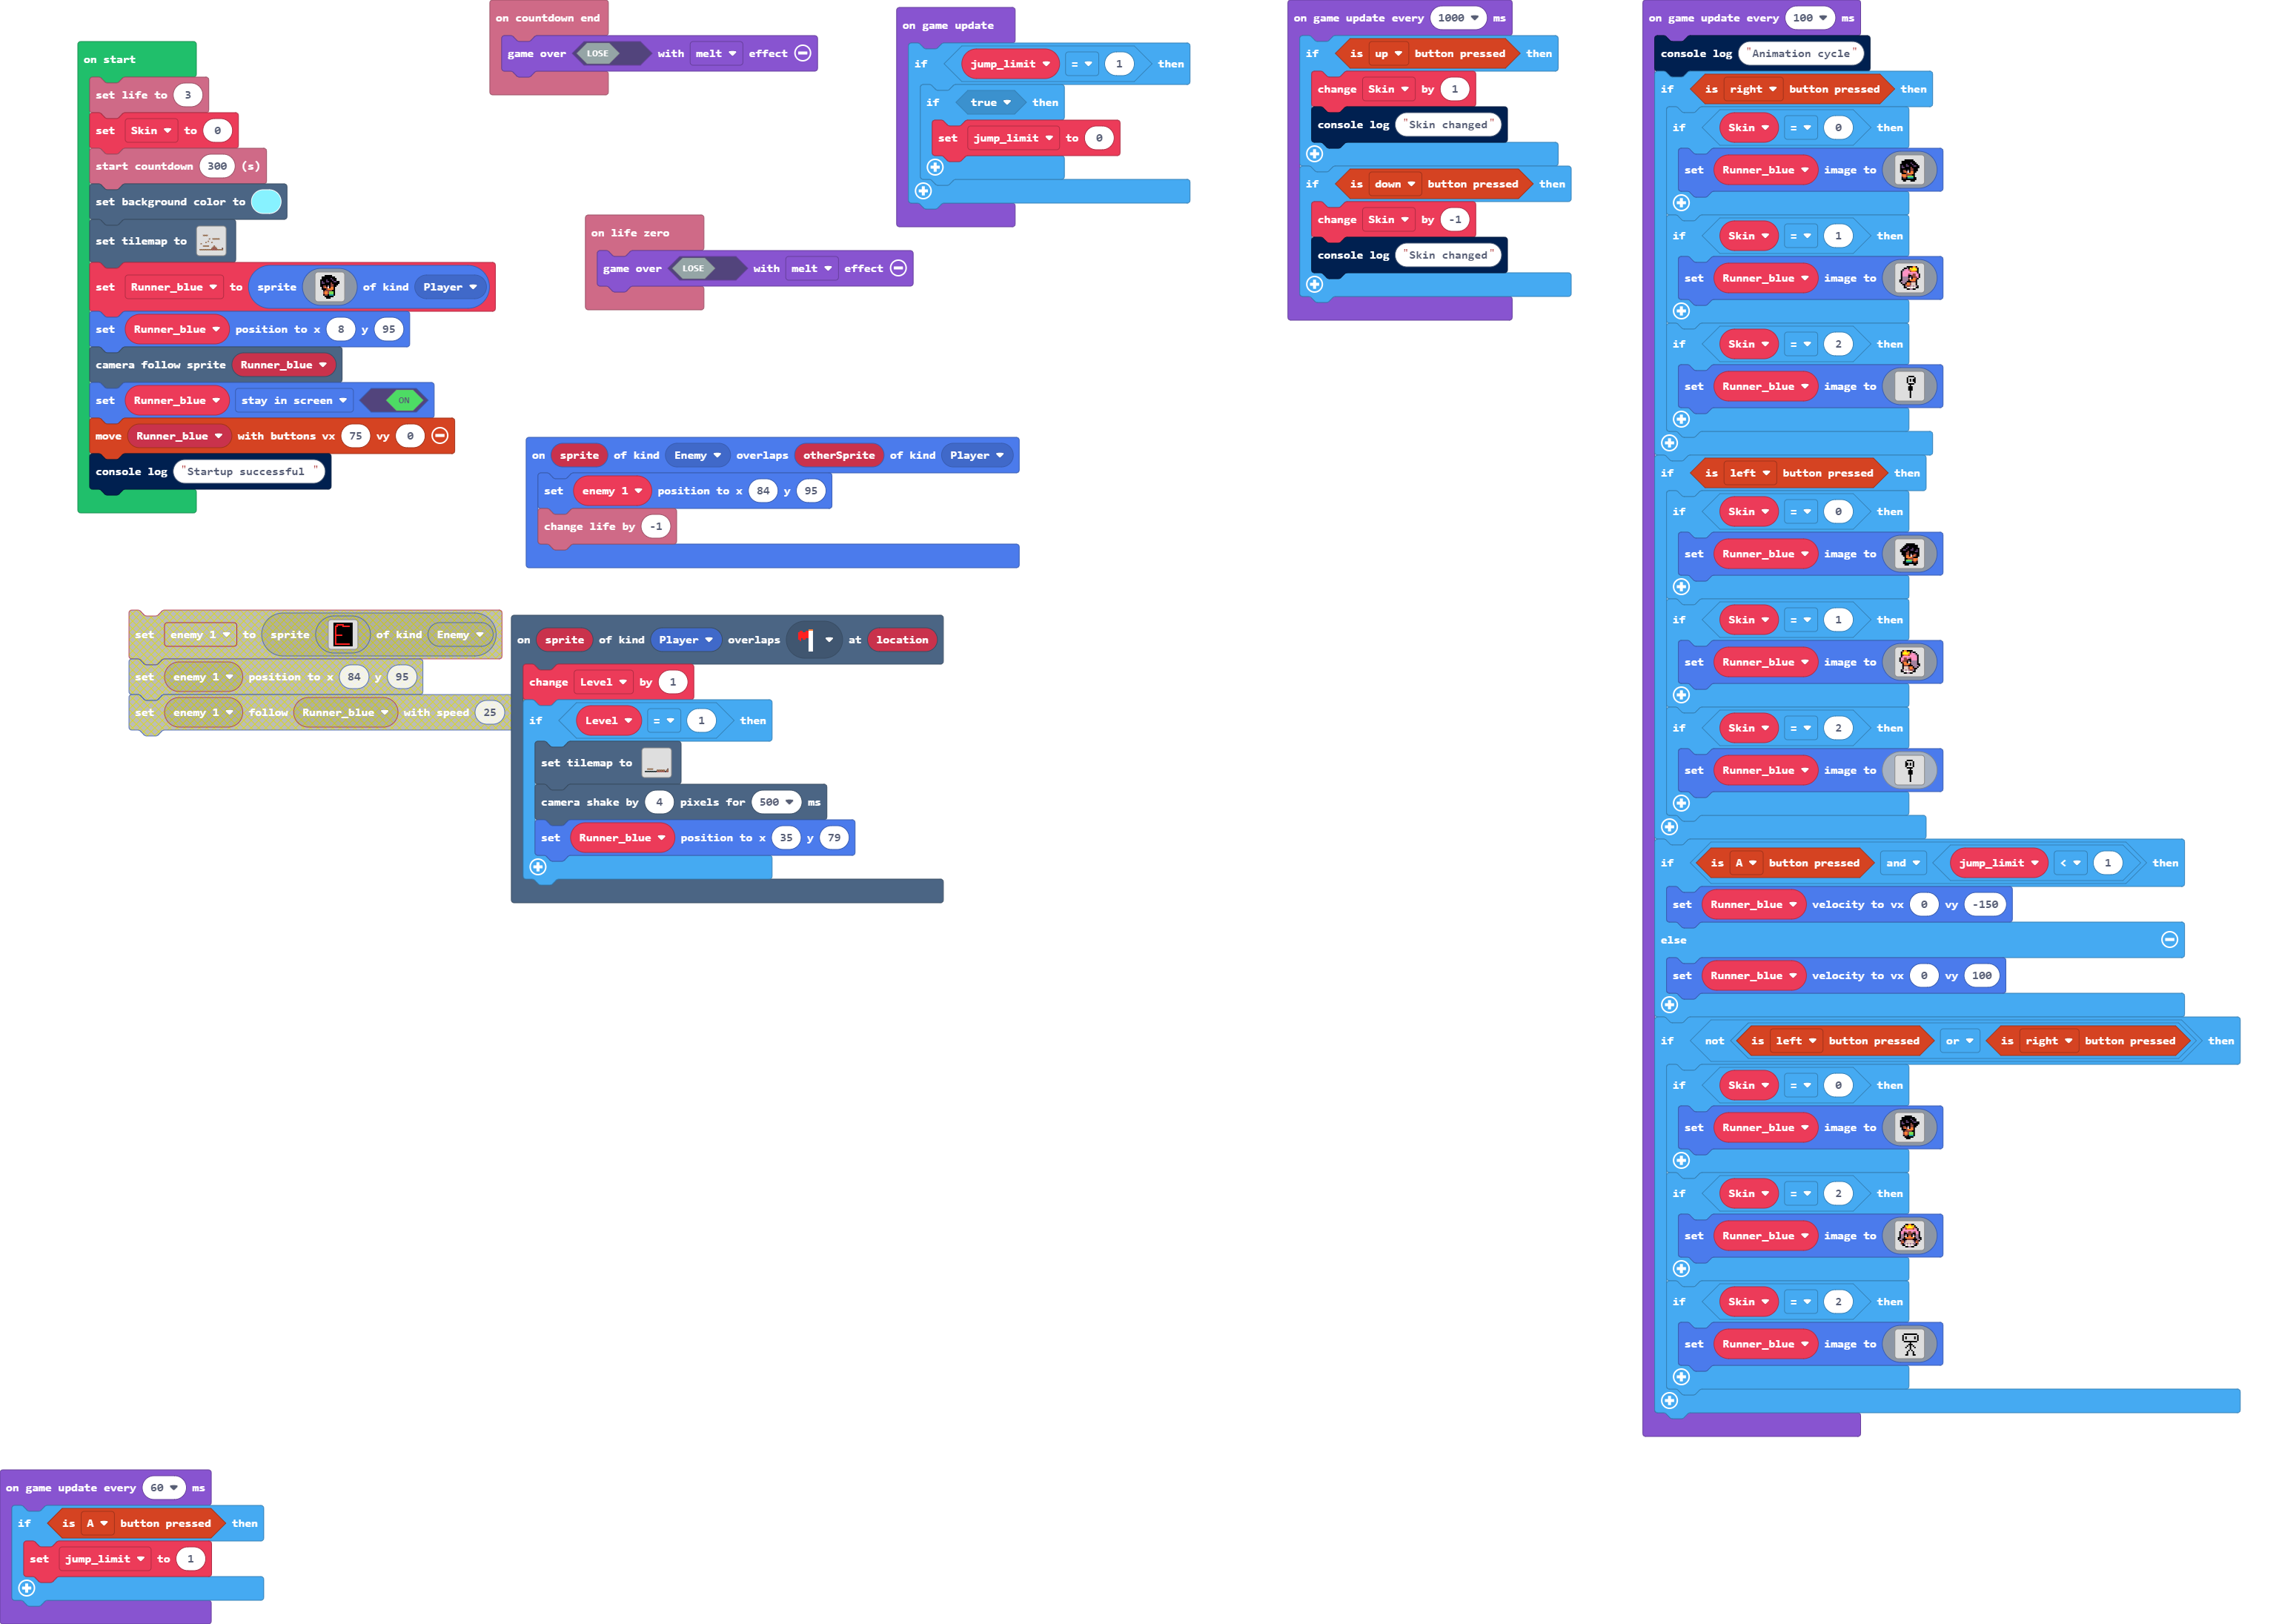 on start
set life to 3
set Skin to 0
start countdown 300 (s)
set background color to
set tilemap to
set Runner_blue to sprite of kind Player
set Runner_blue position to x 8 y 95
camera follow sprite Runner_blue
set Runner_blue stay in screen ON
move Runner_blue with buttons vx 75 vy 0
console log "Startup successful "
on countdown end
game over LOSE with melt effect
on life zero
game over LOSE with melt effect
on game update
if jump_limit = 1 then
if true then
set jump_limit to 0
on sprite of kind Enemy overlaps otherSprite of kind Player
set enemy 1 position to x 84 y 95
change life by -1
set enemy 1 to sprite of kind Enemy
set enemy 1 position to x 84 y 95
set enemy 1 follow Runner_blue with speed 25
on sprite of kind Player overlaps at location
change Level by 1
if Level = 1 then
set tilemap to
camera shake by 4 pixels for 500 ms
set Runner_blue position to x 35 y 79
on game update every 1000 ms
if is up button pressed then
change Skin by 1
console log "Skin changed"
if is down button pressed then
change Skin by -1
console log "Skin changed"
on game update every 100 ms
console log "Animation cycle"
if is right button pressed then
if Skin = 0 then
set Runner_blue image to
if Skin = 1 then
set Runner_blue image to
if Skin = 2 then
set Runner_blue image to
if is left button pressed then
if Skin = 0 then
set Runner_blue image to
if Skin = 1 then
set Runner_blue image to
if Skin = 2 then
set Runner_blue image to
if is A button pressed and jump_limit < 1 then
set Runner_blue velocity to vx 0 vy -150
else
set Runner_blue velocity to vx 0 vy 100
if not is left button pressed or is right button pressed then
if Skin = 0 then
set Runner_blue image to
if Skin = 2 then
set Runner_blue image to
if Skin = 2 then
set Runner_blue image to
on game update every 60 ms
if is A button pressed then
set jump_limit to 1